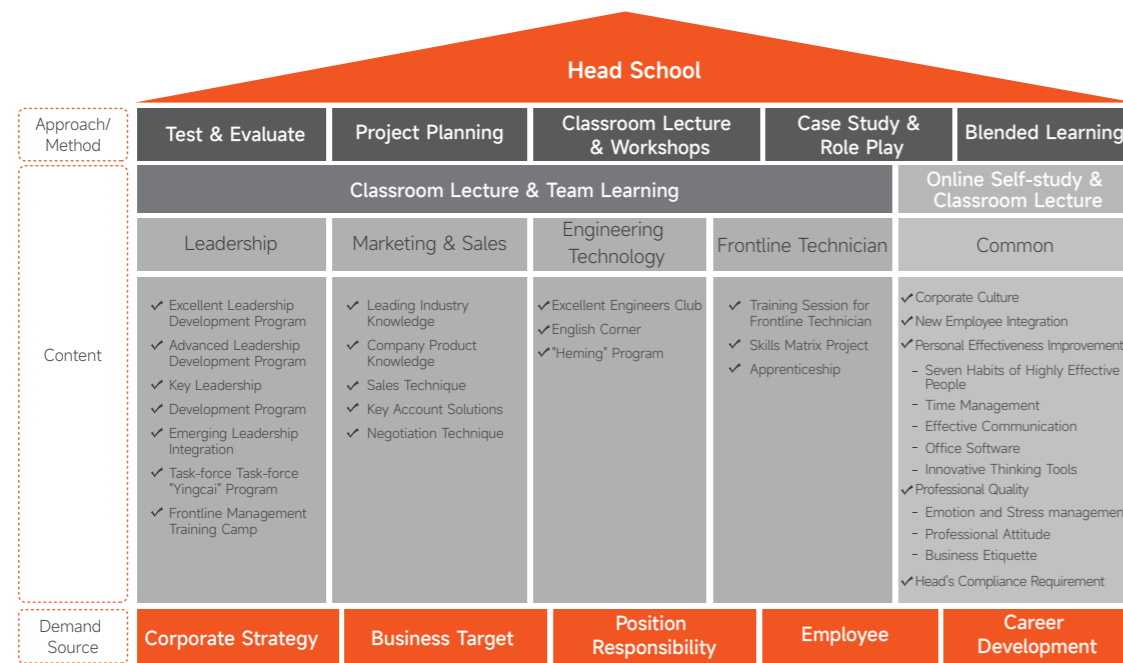 Head School
Approach/
Method
Test & Evaluate
Project Planning
Classroom Lecture
& Workshops
Case Study &
Role Play
Blended Learning
Content
Classroom Lecture & Team Learning
Online Self-study &
Classroom Lecture
Leadership
Marketing & Sales
Engineering
Technology
Frontline Technician
Common
✓ Excellent Leadership
Development Program
✓ Advanced Leadership
Development Program
✓ Key Leadership
✓ Development Program
✓ Emerging Leadership
Integration
✓ Task-force Task-force
"Yingcai" Program
✓ Frontline Management
Training Camp
✓ Leading Industry
Knowledge
✓ Company Product
Knowledge
✓ Sales Technique
✓ Key Account Solutions
✓ Negotiation Technique
✓ Excellent Engineers Club
✓ English Corner
✓ "Heming" Program
✓ Training Session for
Frontline Technician
✓ Skills Matrix Project
✓ Apprenticeship
✓ Corporate Culture
✓ New Employee Integration
✓ Personal Effectiveness Improvement
- Seven Habits of Highly Effective
People
- Time Management
- Effective Communication
- Office Software
- Innovative Thinking Tools
✓ Professional Quality
- Emotion and Stress managemen
- Professional Attitude
- Business Etiquette
✓ Head's Compliance Requirement
Demand
Source
Corporate Strategy
Business Target
Position
Responsibility
Employee
Career
Development